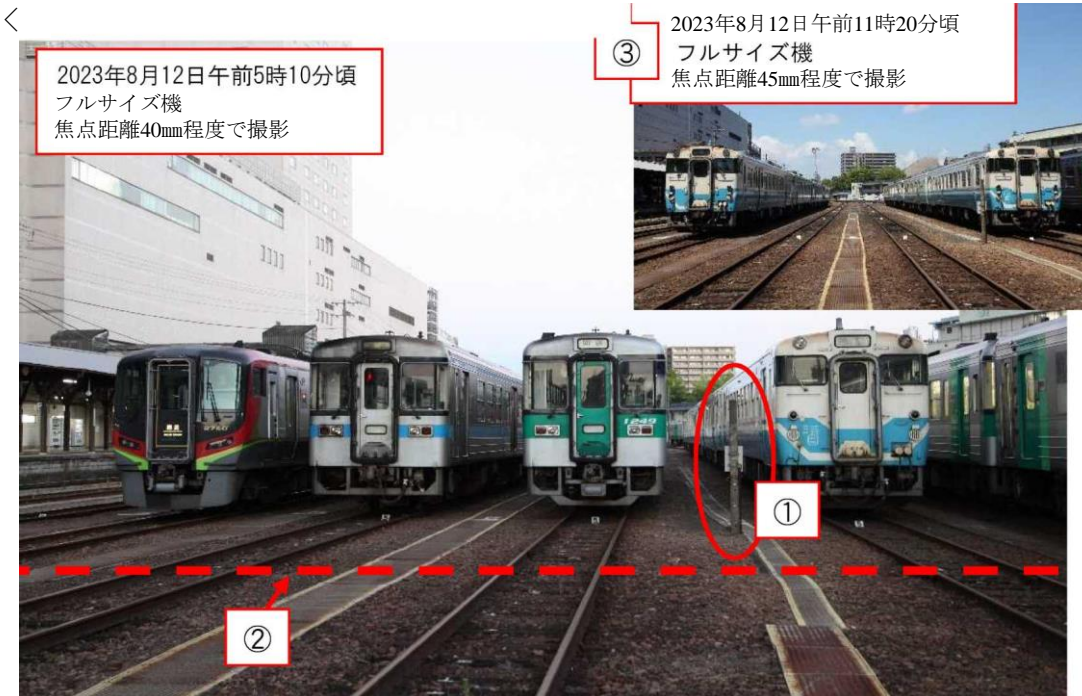 <
2023年8月12日午前5時10分頃
フルサイズ機
焦点距離40㎜程度で撮影
③
2023年8月12日午前11時20分頃
フルサイズ機
焦点距離45㎜程度で撮影
1249
①
②